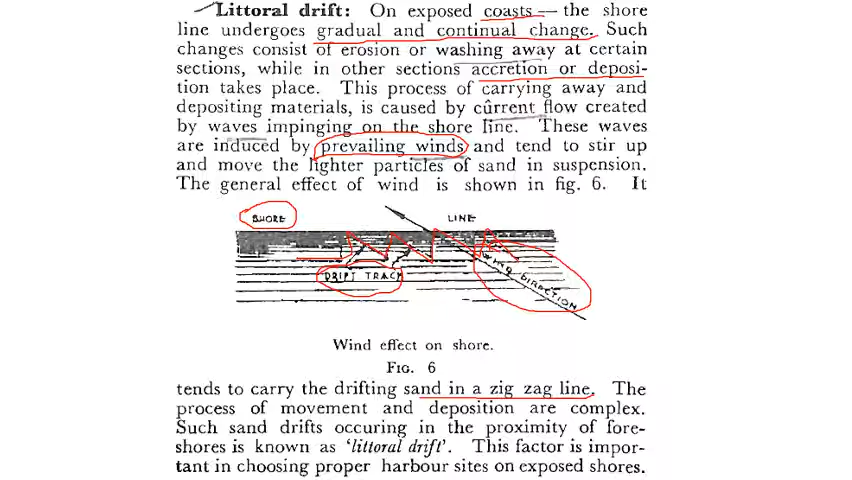 Littoral drift: On exposed coasts — the shore
line undergoes gradual and continual change. Such
changes consist of erosion or washing away at certain
sections, while in other sections accretion or deposi-
tion takes place. This process of carrying away and
depositing materials, is caused by current flow created
by waves impinging on the shore line. These waves
are induced by prevailing winds and tend to stir up
and move the lighter particles of sand in suspension.
The general effect of wind is shown in fig. 6. It
SHORE LINE
DRIFT TRACK
WIND DIRECTION
Wind effect on shore.
FIG. 6
tends to carry the drifting sand in a zig zag line. The
process of movement and deposition are complex.
Such sand drifts occuring in the proximity of fore-
shores is known as ‘littoral drift’. This factor is impor-
tant in choosing proper harbour sites on exposed shores.